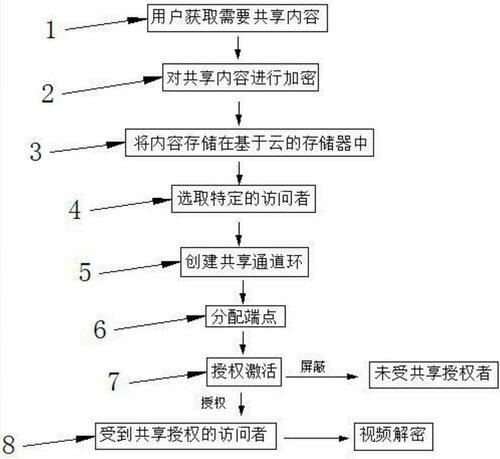 1
用户获取需要共享内容
2
对共享内容进行加密
3
将内容存储在基于云的存储器中
4
选取特定的访问者
5
创建共享通道环
6
分配端点
7
授权激活
屏蔽
未受共享授权者
授权
8
受到共享授权的访问者
视频解密